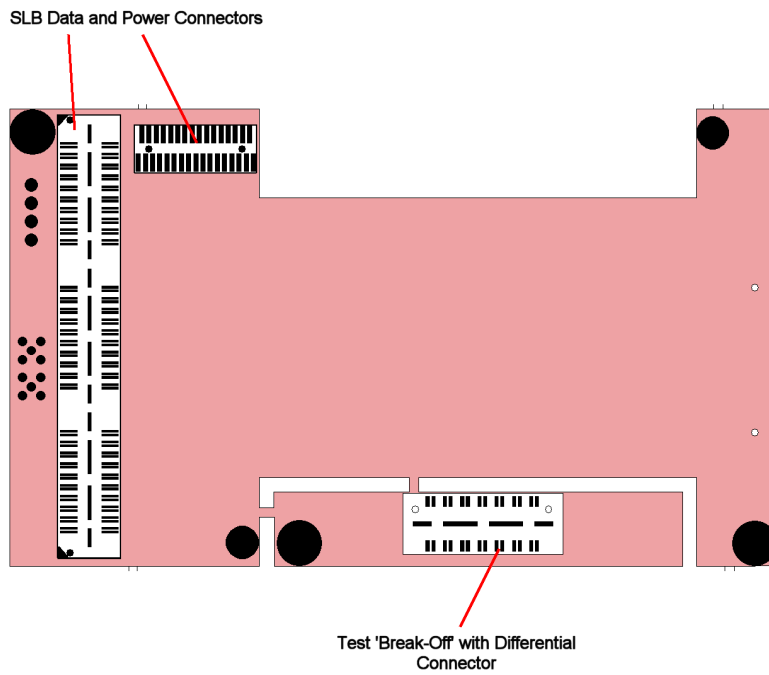 SLB Data and Power Connectors
Test 'Break-Off' with Differential
Connector